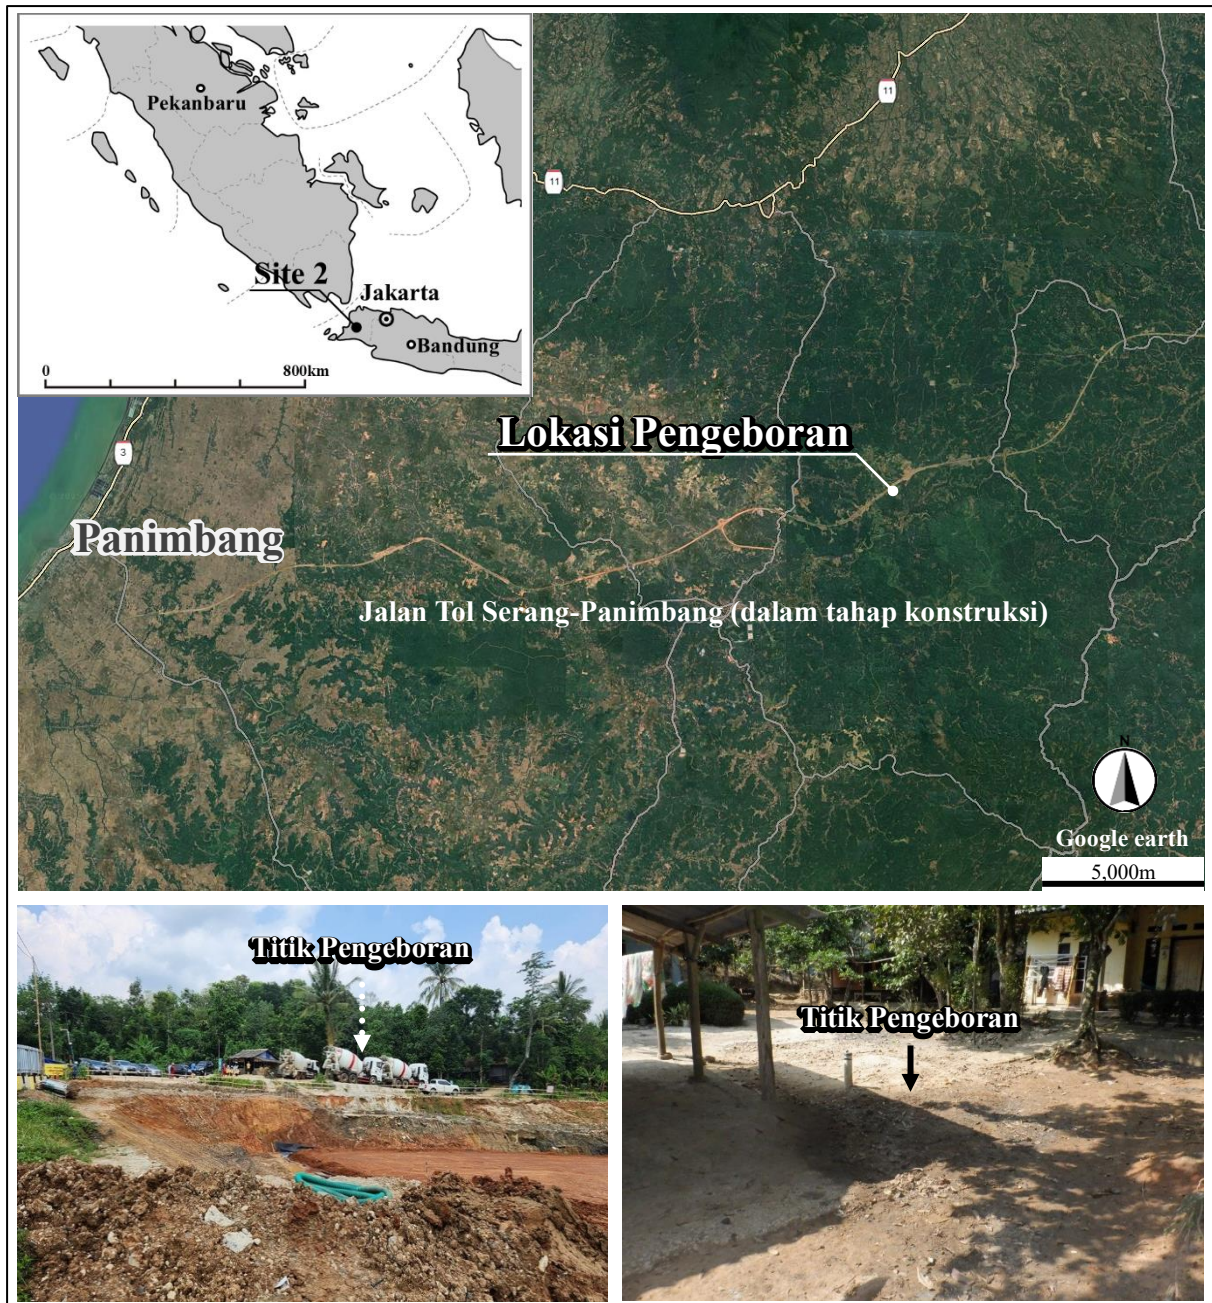 Pekanbaru
Site 2
Jakarta
Bandung
0
800km
11
11
3
Lokasi Pengeboran
Panimbang
Jalan Tol Serang-Panimbang (dalam tahap konstruksi)
N
Google earth
5,000m
Titik Pengeboran
Titik Pengeboran